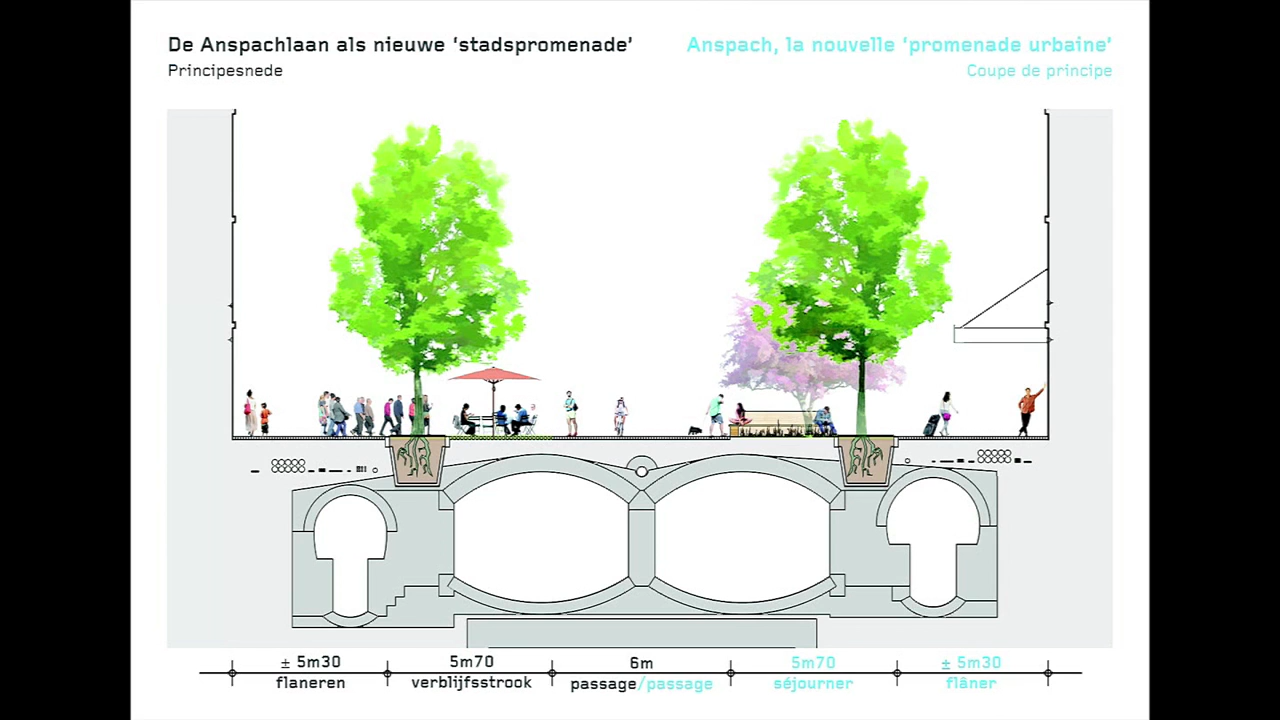 De Anspachlaan als nieuwe ‘stadspromenade’
Principesnede
Anspach, la nouvelle ‘promenade urbaine’
Coupe de principe
± 5m30
flaneren
5m70
verblijfsstrook
6m
passage/passage
5m70
séjourner
± 5m30
flâner